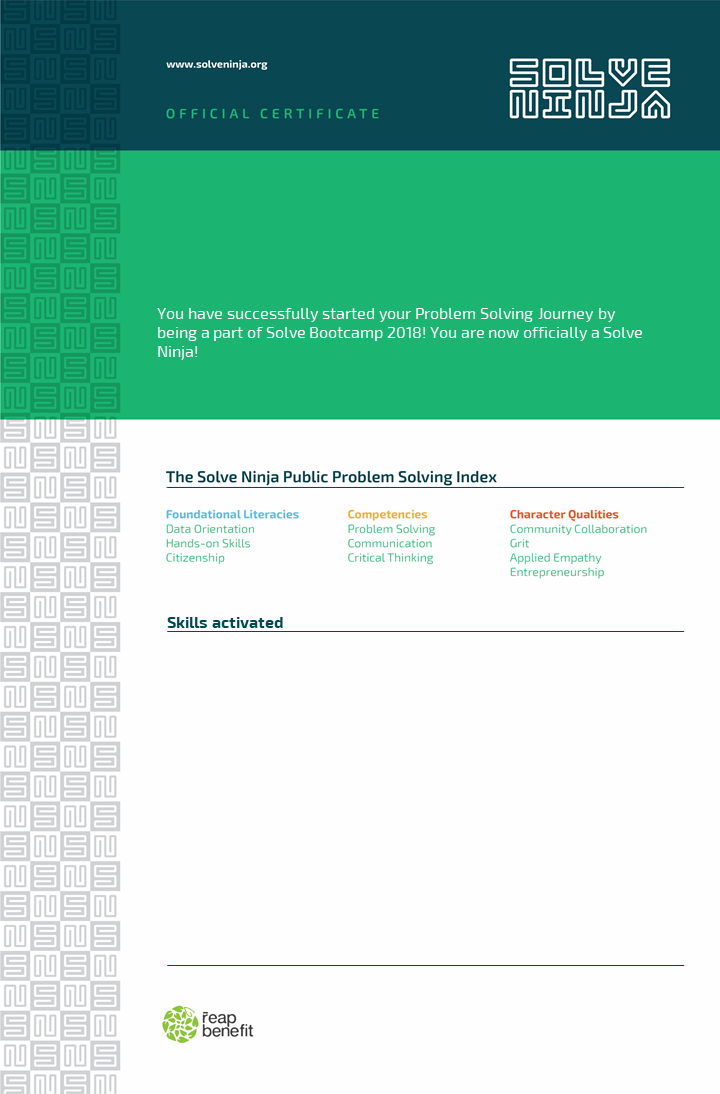 www.solveninja.org
SOLVE
NINJA
OFFICIAL CERTIFICATE
You have successfully started your Problem Solving Journey by
being a part of Solve Bootcamp 2018! You are now officially a Solve
Ninja!
The Solve Ninja Public Problem Solving Index
Foundational Literacies
Data Orientation
Hands-on Skills
Citizenship
Competencies
Problem Solving
Communication
Critical Thinking
Character Qualities
Community Collaboration
Grit
Applied Empathy
Entrepreneurship
Skills activated
reap
benefit